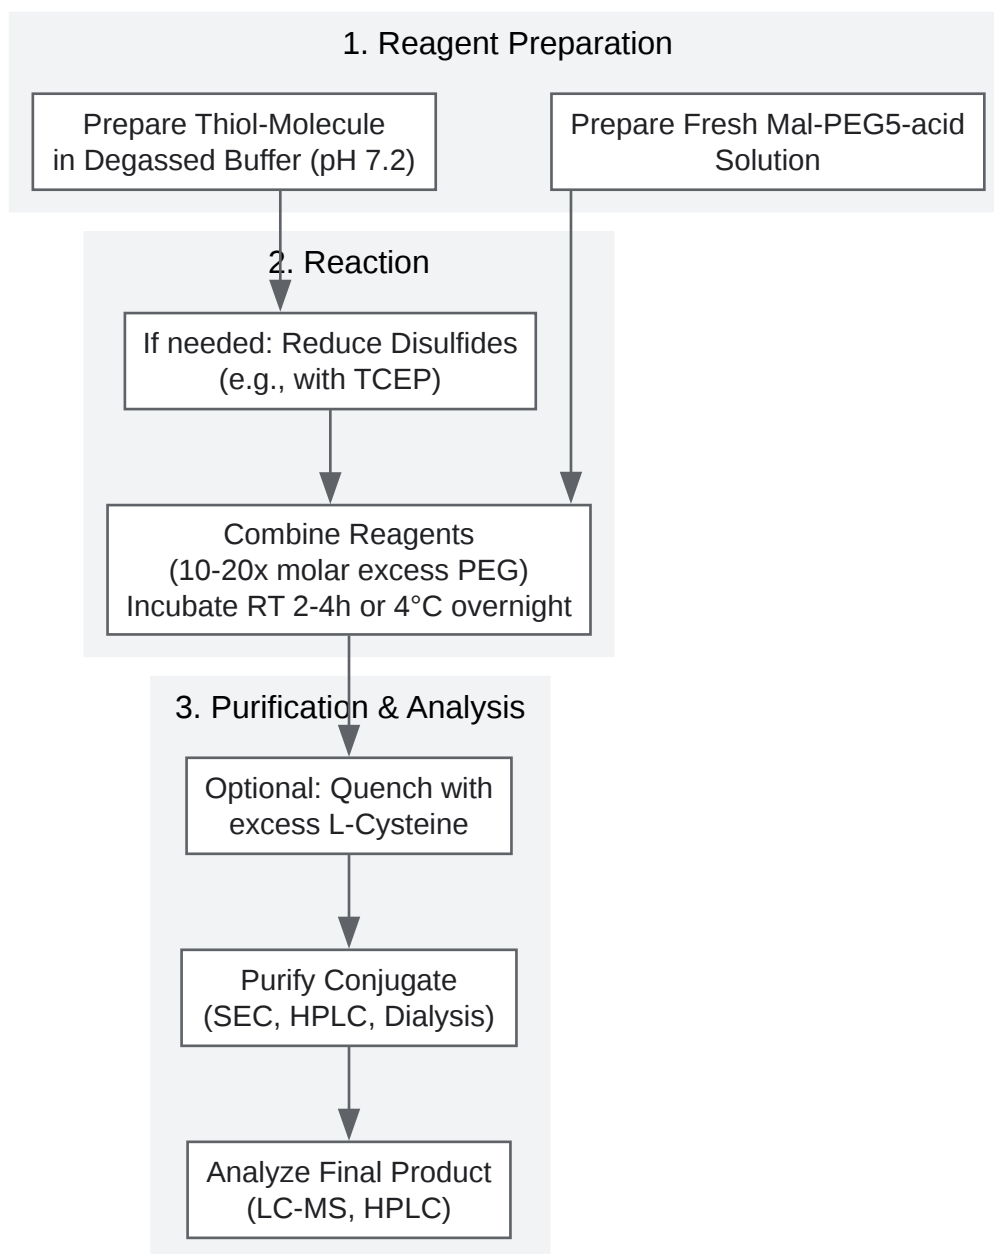 1. Reagent Preparation
Prepare Thiol-Molecule
in Degassed Buffer (pH 7.2)
Prepare Fresh Mal-PEG5-acid
Solution
2. Reaction
If needed: Reduce Disulfides
(e.g., with TCEP)
Combine Reagents
(10-20x molar excess PEG)
Incubate RT 2-4h or 4°C overnight
3. Purification & Analysis
Optional: Quench with
excess L-Cysteine
Purify Conjugate
(SEC, HPLC, Dialysis)
Analyze Final Product
(LC-MS, HPLC)